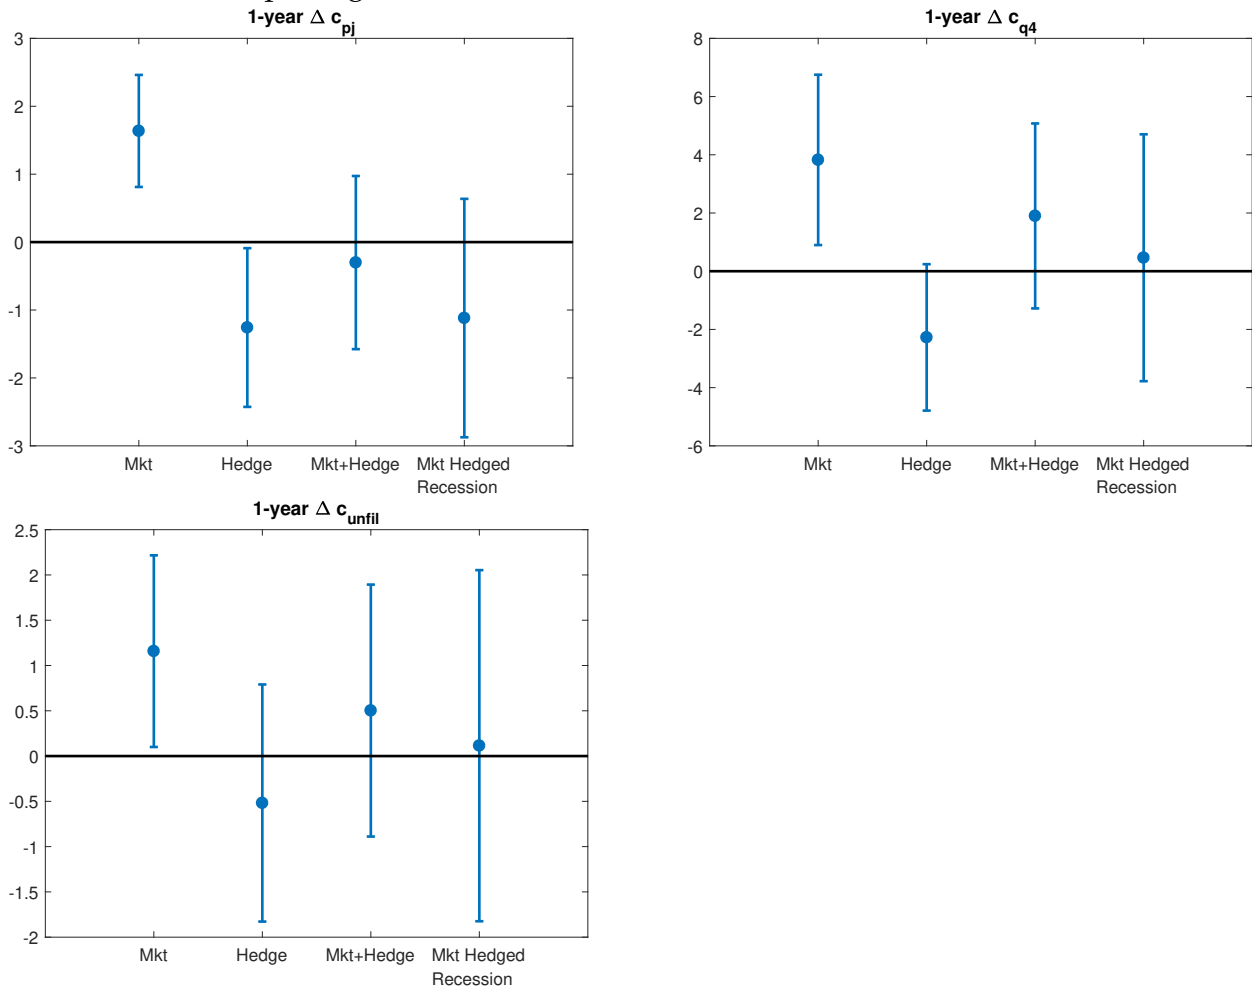 1-year Δ c_pj
3
2
1
0
-1
-2
-3
Mkt
Hedge
Mkt+Hedge
Mkt Hedged
Recession
1-year Δ c_q4
8
6
4
2
0
-2
-4
-6
Mkt
Hedge
Mkt+Hedge
Mkt Hedged
Recession
1-year Δ c_unfil
2.5
2
1.5
1
0.5
0
-0.5
-1
-1.5
-2
Mkt
Hedge
Mkt+Hedge
Mkt Hedged
Recession